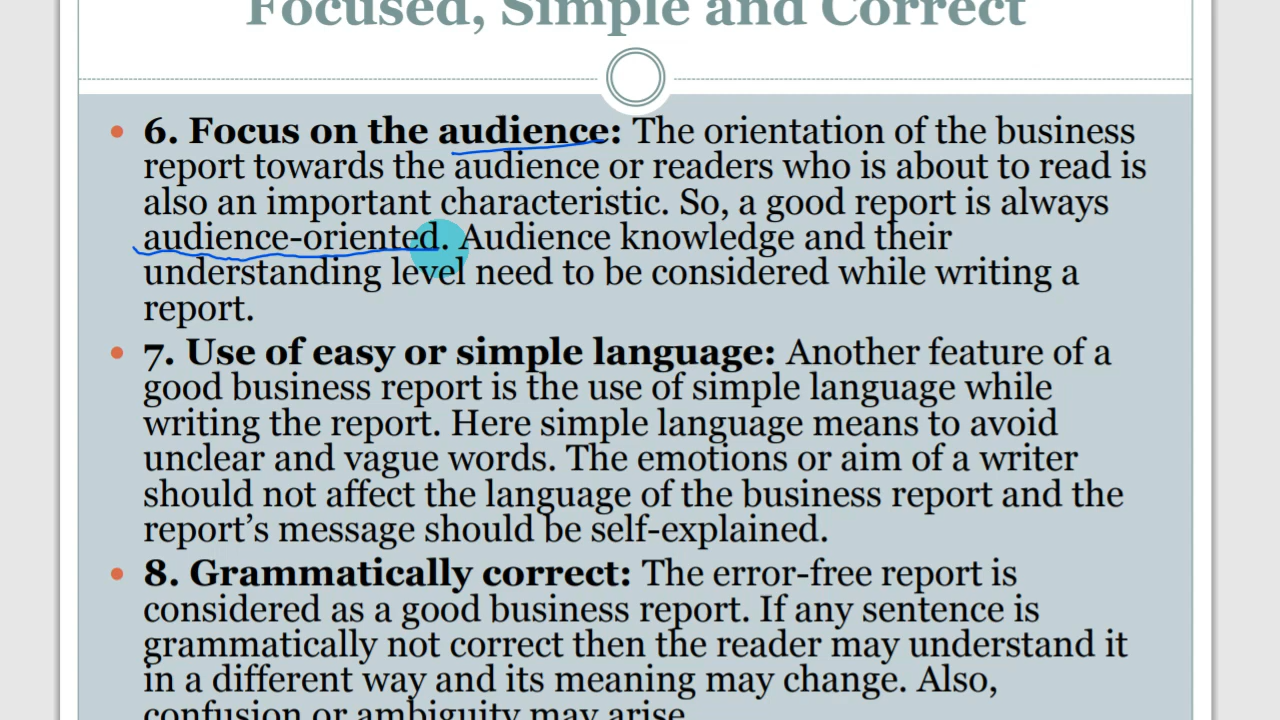 Focused, Simple and Correct
• 6. Focus on the audience: The orientation of the business
report towards the audience or readers who is about to read is
also an important characteristic. So, a good report is always
audience-oriented. Audience knowledge and their
understanding level need to be considered while writing a
report.
• 7. Use of easy or simple language: Another feature of a
good business report is the use of simple language while
writing the report. Here simple language means to avoid
unclear and vague words. The emotions or aim of a writer
should not affect the language of the business report and the
report’s message should be self-explained.
• 8. Grammatically correct: The error-free report is
considered as a good business report. If any sentence is
grammatically not correct then the reader may understand it
in a different way and its meaning may change. Also,
confusion or ambiguity may arise